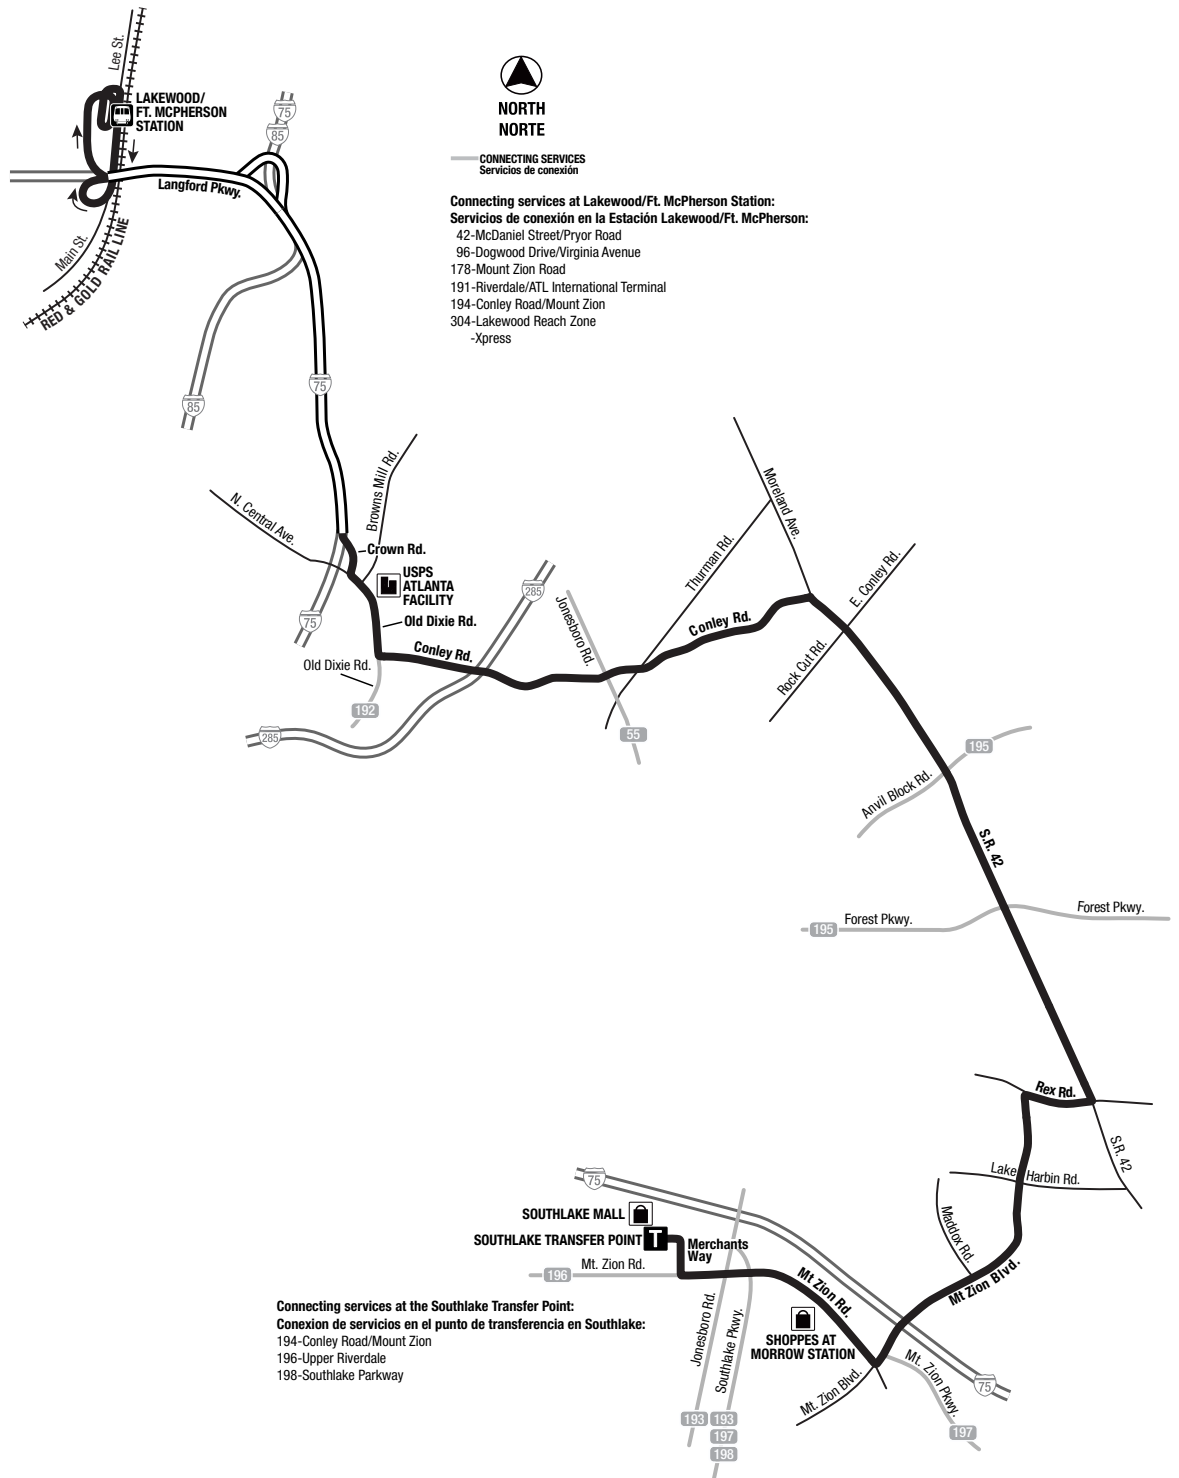 Lee St.
LAKEWOOD/
FT. MCPHERSON
STATION
75
85
NORTH
NORTE
CONNECTING SERVICES
Servicios de conexión
Langford Pkwy.
Connecting services at Lakewood/Ft. McPherson Station:
Servicios de conexión en la Estación Lakewood/Ft. McPherson:
42-McDaniel Street/Pryor Road
96-Dogwood Drive/Virginia Avenue
178-Mount Zion Road
191-Riverdale/ATL International Terminal
194-Conley Road/Mount Zion
304-Lakewood Reach Zone
-Xpress
Main St.
RED & GOLD RAIL LINE
75
85
N. Central Ave.
Browns Mill Rd.
Crown Rd.
USPS
ATLANTA
FACILITY
Old Dixie Rd.
75
285
Jonesboro Rd.
Thurman Rd.
Moreland Ave.
E. Conley Rd.
Conley Rd.
Conley Rd.
Rock Cut Rd.
Old Dixie Rd.
192
285
55
195
Anvil Block Rd.
S.R. 42
Forest Pkwy.
195
Forest Pkwy.
Rex Rd.
S.R. 42
Lake Harbin Rd.
Maddox Rd.
75
SOUTHLAKE MALL
SOUTHLAKE TRANSFER POINT
T
Merchants
Way
Mt. Zion Rd.
196
Mt Zion Rd.
Mt Zion Blvd.
Connecting services at the Southlake Transfer Point:
Conexion de servicios en el punto de transferencia en Southlake:
194-Conley Road/Mount Zion
196-Upper Riverdale
198-Southlake Parkway
Jonesboro Rd.
Southlake Pkwy.
SHOPPES AT
MORROW STATION
Mt. Zion Blvd.
Mt. Zion Pkwy.
75
193
193
197
198
197